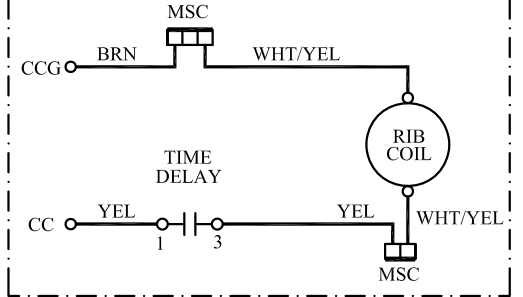 MSC
BRN
WHT/YEL
CCG
RIB
COIL
TIME
DELAY
CC
YEL
1
3
YEL
WHT/YEL
MSC